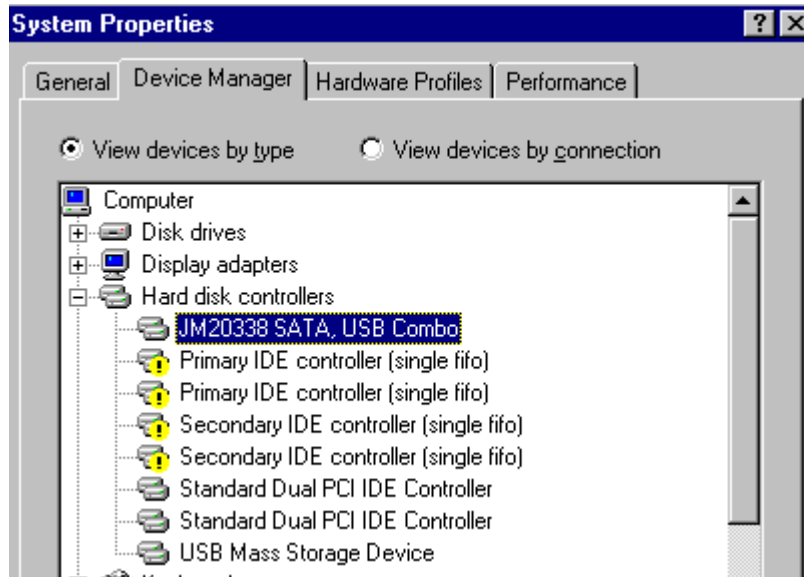 System Properties
General Device Manager Hardware Profiles Performance
View devices by type View devices by connection
Computer
Disk drives
Display adapters
Hard disk controllers
JM20338 SATA, USB Combo
Primary IDE controller (single fifo)
Primary IDE controller (single fifo)
Secondary IDE controller (single fifo)
Secondary IDE controller (single fifo)
Standard Dual PCI IDE Controller
Standard Dual PCI IDE Controller
USB Mass Storage Device